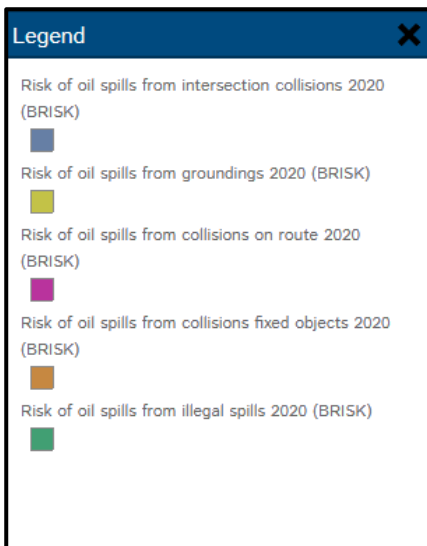 Legend
Risk of oil spills from intersection collisions 2020
(BRISK)
Risk of oil spills from groundings 2020 (BRISK)
Risk of oil spills from collisions on route 2020
(BRISK)
Risk of oil spills from collisions fixed objects 2020
(BRISK)
Risk of oil spills from illegal spills 2020 (BRISK)